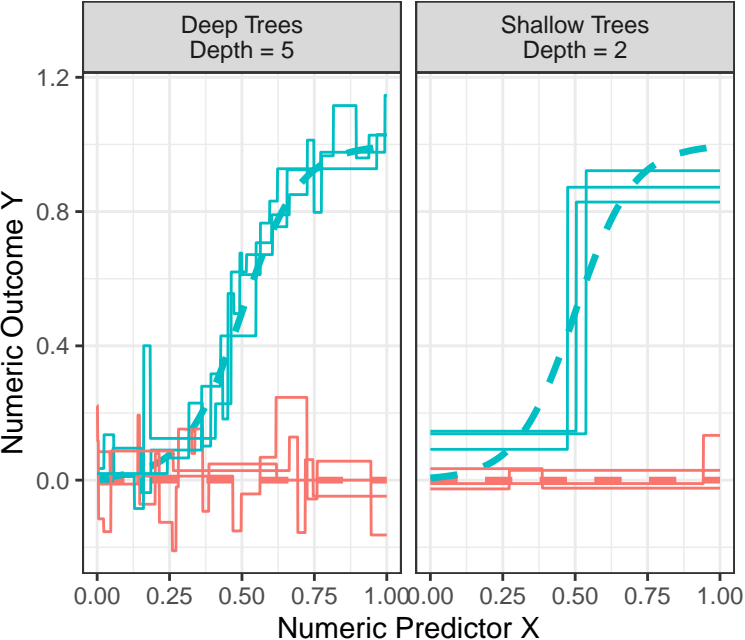 Deep Trees
Depth = 5
Shallow Trees
Depth = 2
Numeric Outcome Y
1.2
0.8
0.4
0.0
0.00 0.25 0.50 0.75 1.00
0.00 0.25 0.50 0.75 1.00
Numeric Predictor X